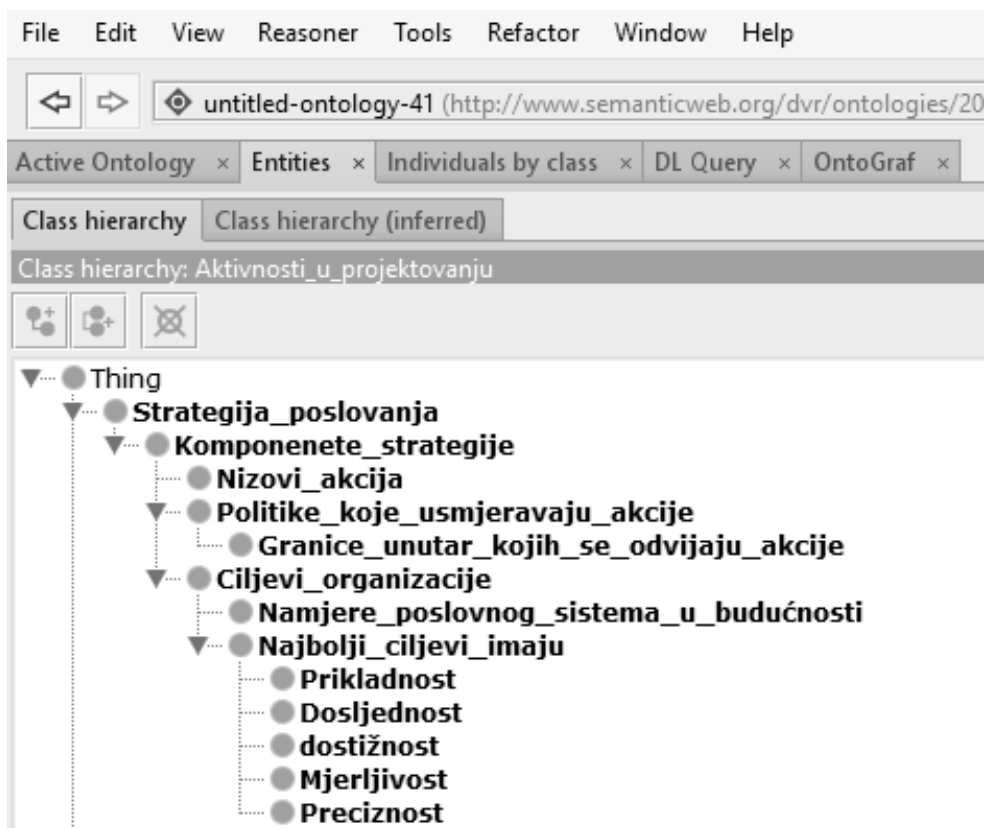 File Edit View Reasoner Tools Refactor Window Help
untitled-ontology-41 (http://www.semanticweb.org/dvr/ontologies/20
Active Ontology × Entities × Individuals by class × DL Query × OntoGraf ×
Class hierarchy Class hierarchy (inferred)
Class hierarchy: Aktivnosti_u_projektovanju
Thing
Strategija_poslovanja
Komponenete_strategije
Nizovi_akcija
Politike_koje_usmjeravaju_akcije
Granice_unutar_kojih_se_odvijaju_akcije
Ciljevi_organizacije
Namjere_poslovnog_sistema_u_budućnosti
Najbolji_ciljevi_imaju
Prikladnost
Dosljednost
dostižnost
Mjerljivost
Preciznost